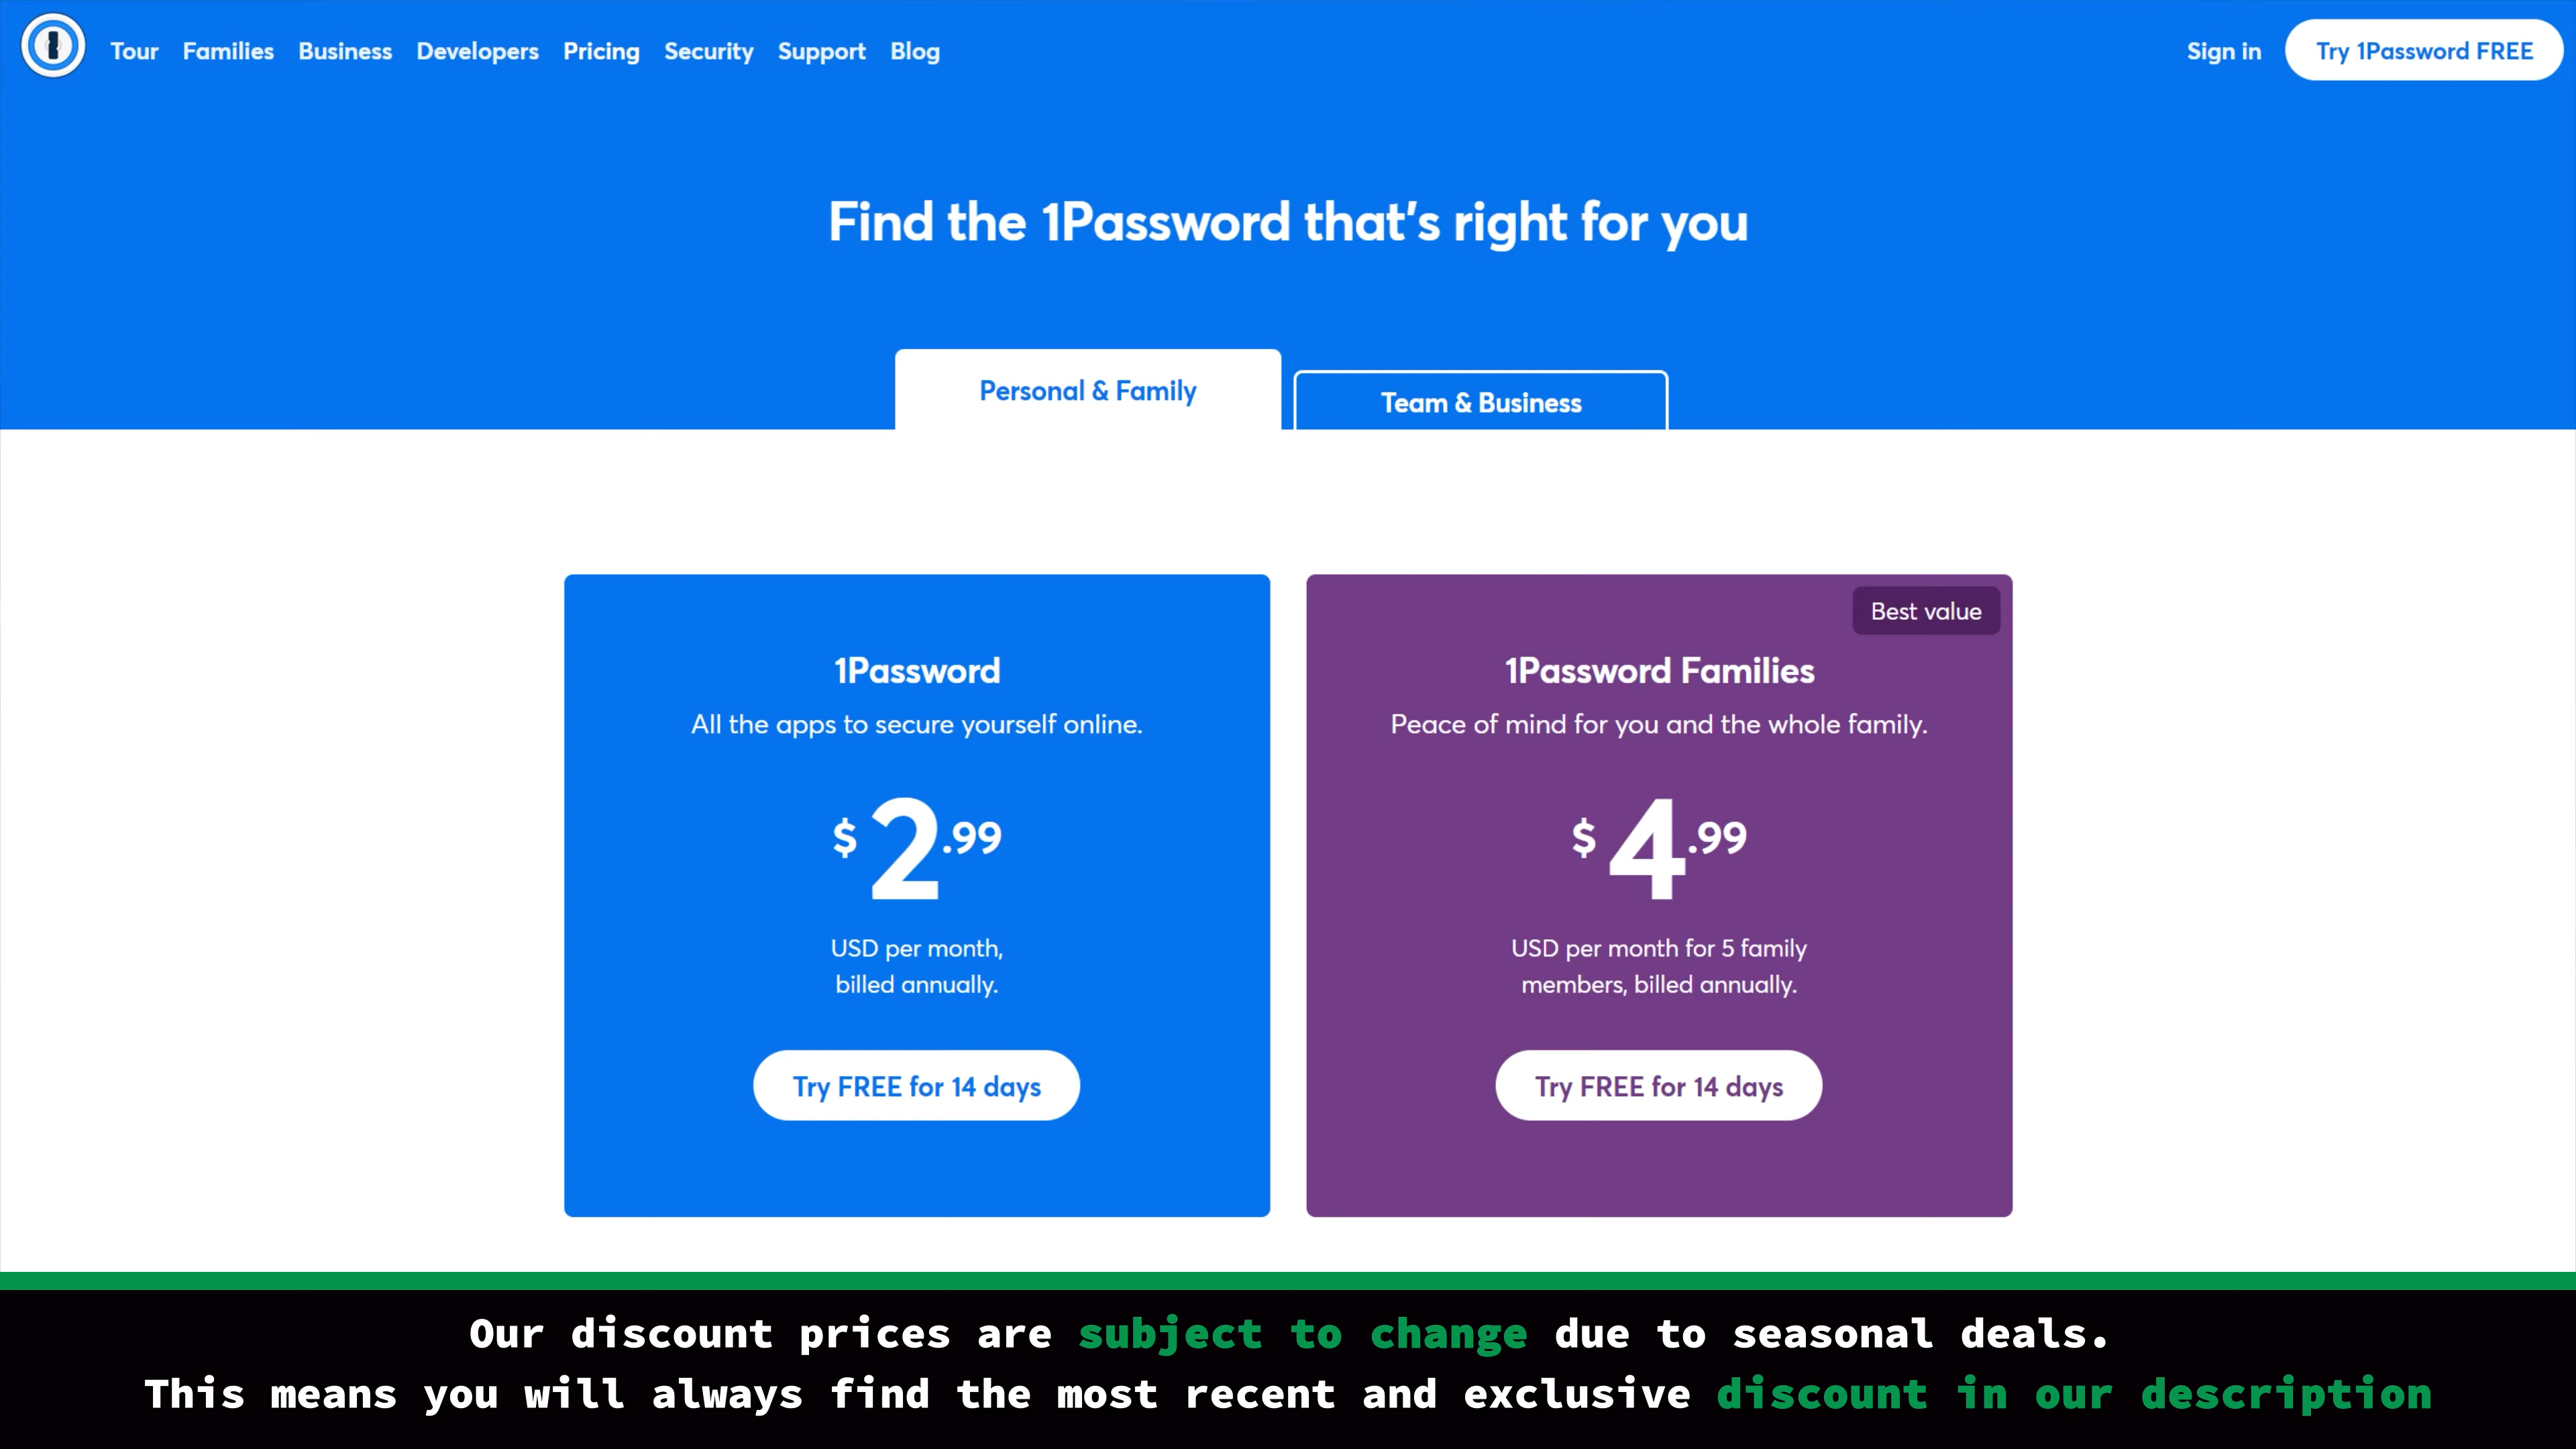 Tour Families Business Developers Pricing Security Support Blog Sign in Try 1Password FREE
Find the 1Password that's right for you
Personal & Family
Team & Business
1Password
All the apps to secure yourself online.
$ 2.99
USD per month,
billed annually.
Try FREE for 14 days
Best value
1Password Families
Peace of mind for you and the whole family.
$ 4.99
USD per month for 5 family
members, billed annually.
Try FREE for 14 days
Our discount prices are subject to change due to seasonal deals.
This means you will always find the most recent and exclusive discount in our description